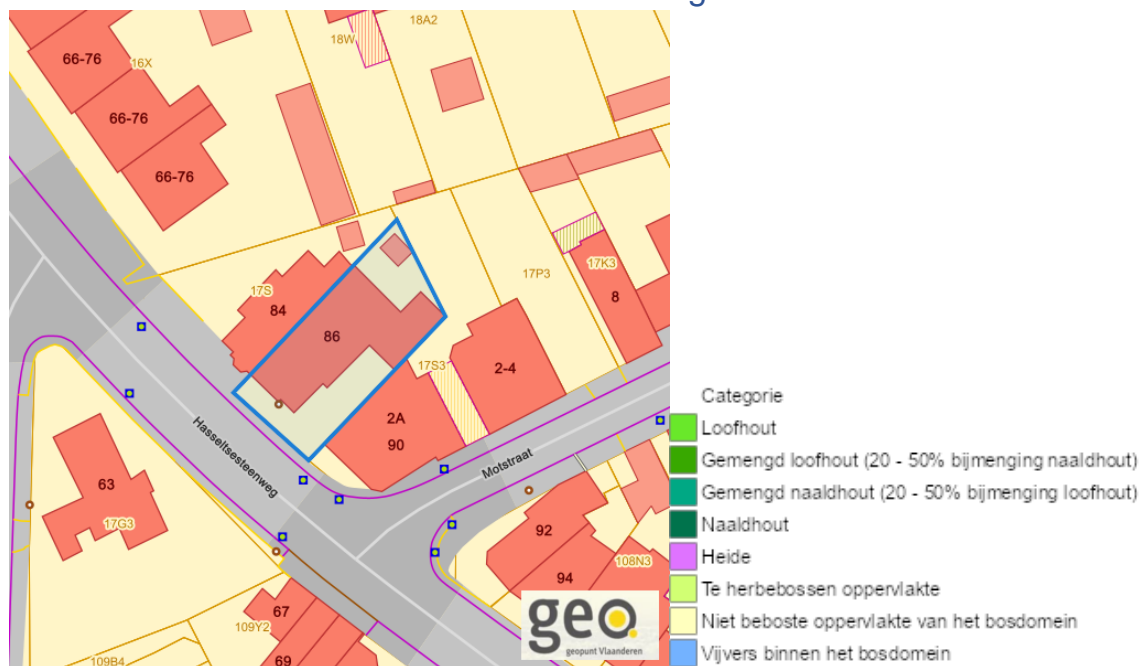 18A2
18W
66-76
16X
66-76
66-76
17P3
17K3
17S
84
8
86
17S3
2-4
2A
90
Hasseltsesteenweg
Motstraat
63
17G3
92
94
108N3
67
109Y2
69
109B4
geo.
geopunt Vlaanderen
Categorie
Loofhout
Gemengd loofhout (20 - 50% bijmenging naaldhout)
Gemengd naaldhout (20 - 50% bijmenging loofhout)
Naaldhout
Heide
Te herbebossen oppervlakte
Niet beboste oppervlakte van het bosdomein
Vijvers binnen het bosdomein